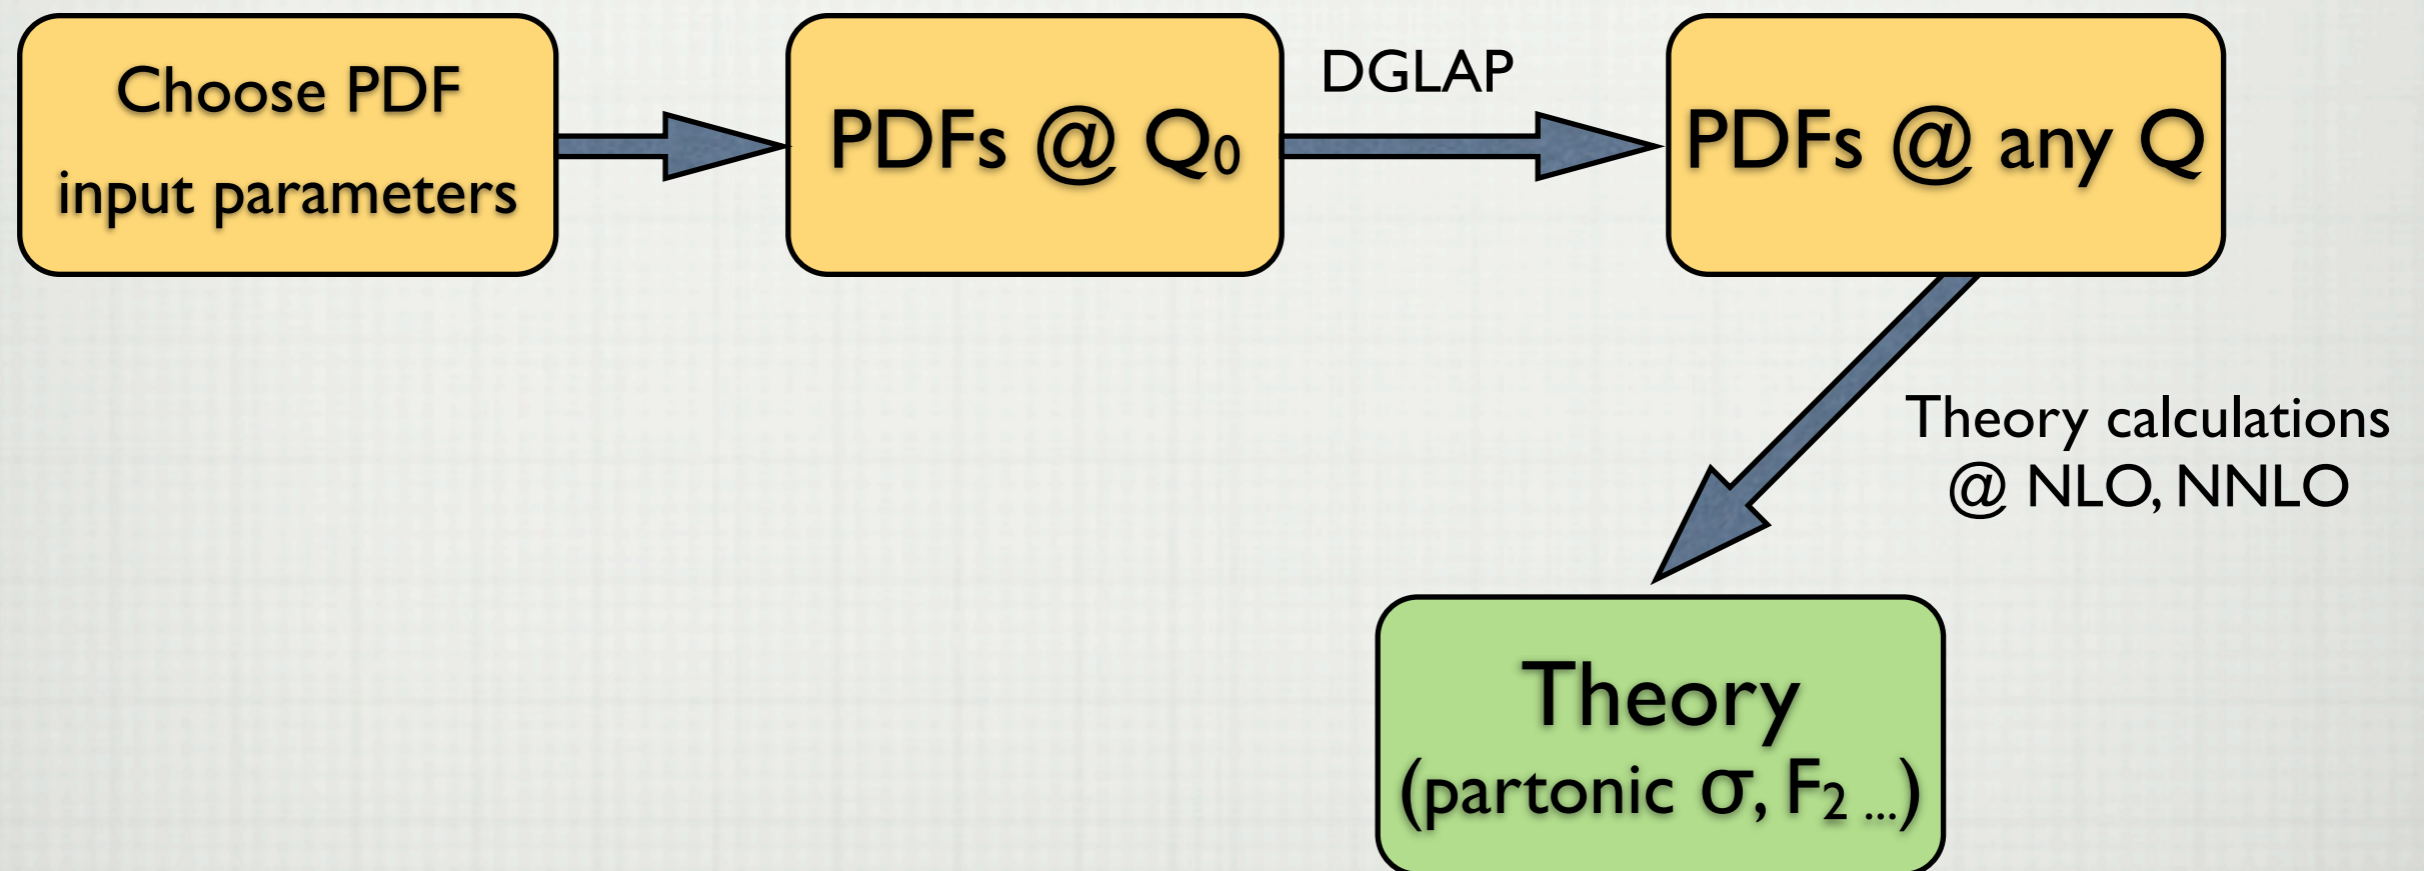 Choose PDF
input parameters
PDFs @ Q₀
DGLAP
PDFs @ any Q
Theory calculations
@ NLO, NNLO
Theory
(partonic σ, F₂ ...)